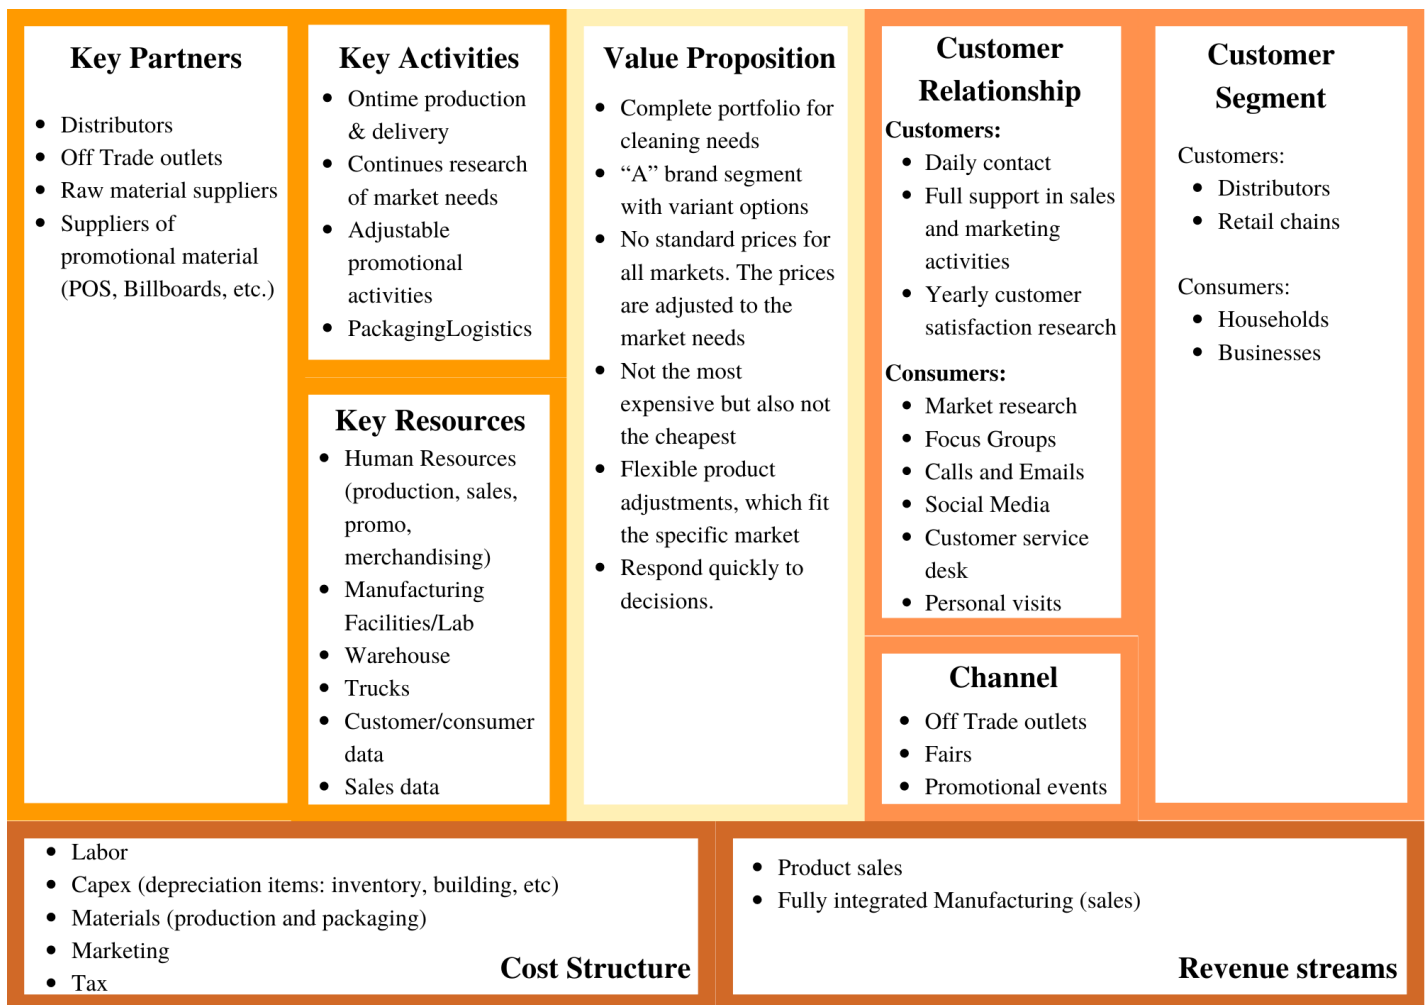 Key Partners
• Distributors
• Off Trade outlets
• Raw material suppliers
• Suppliers of
promotional material
(POS, Billboards, etc.)
Key Activities
• Ontime production
& delivery
• Continues research
of market needs
• Adjustable
promotional
activities
• PackagingLogistics
Key Resources
• Human Resources
(production, sales,
promo,
merchandising)
• Manufacturing
Facilities/Lab
• Warehouse
• Trucks
• Customer/consumer
data
• Sales data
Value Proposition
• Complete portfolio for
cleaning needs
• “A” brand segment
with variant options
• No standard prices for
all markets. The prices
are adjusted to the
market needs
• Not the most
expensive but also not
the cheapest
• Flexible product
adjustments, which fit
the specific market
• Respond quickly to
decisions.
Customer
Relationship
Customers:
• Daily contact
• Full support in sales
and marketing
activities
• Yearly customer
satisfaction research
Consumers:
• Market research
• Focus Groups
• Calls and Emails
• Social Media
• Customer service
desk
• Personal visits
Channel
• Off Trade outlets
• Fairs
• Promotional events
Customer
Segment
Customers:
• Distributors
• Retail chains
Consumers:
• Households
• Businesses
• Labor
• Capex (depreciation items: inventory, building, etc)
• Materials (production and packaging)
• Marketing
• Tax
Cost Structure
• Product sales
• Fully integrated Manufacturing (sales)
Revenue streams